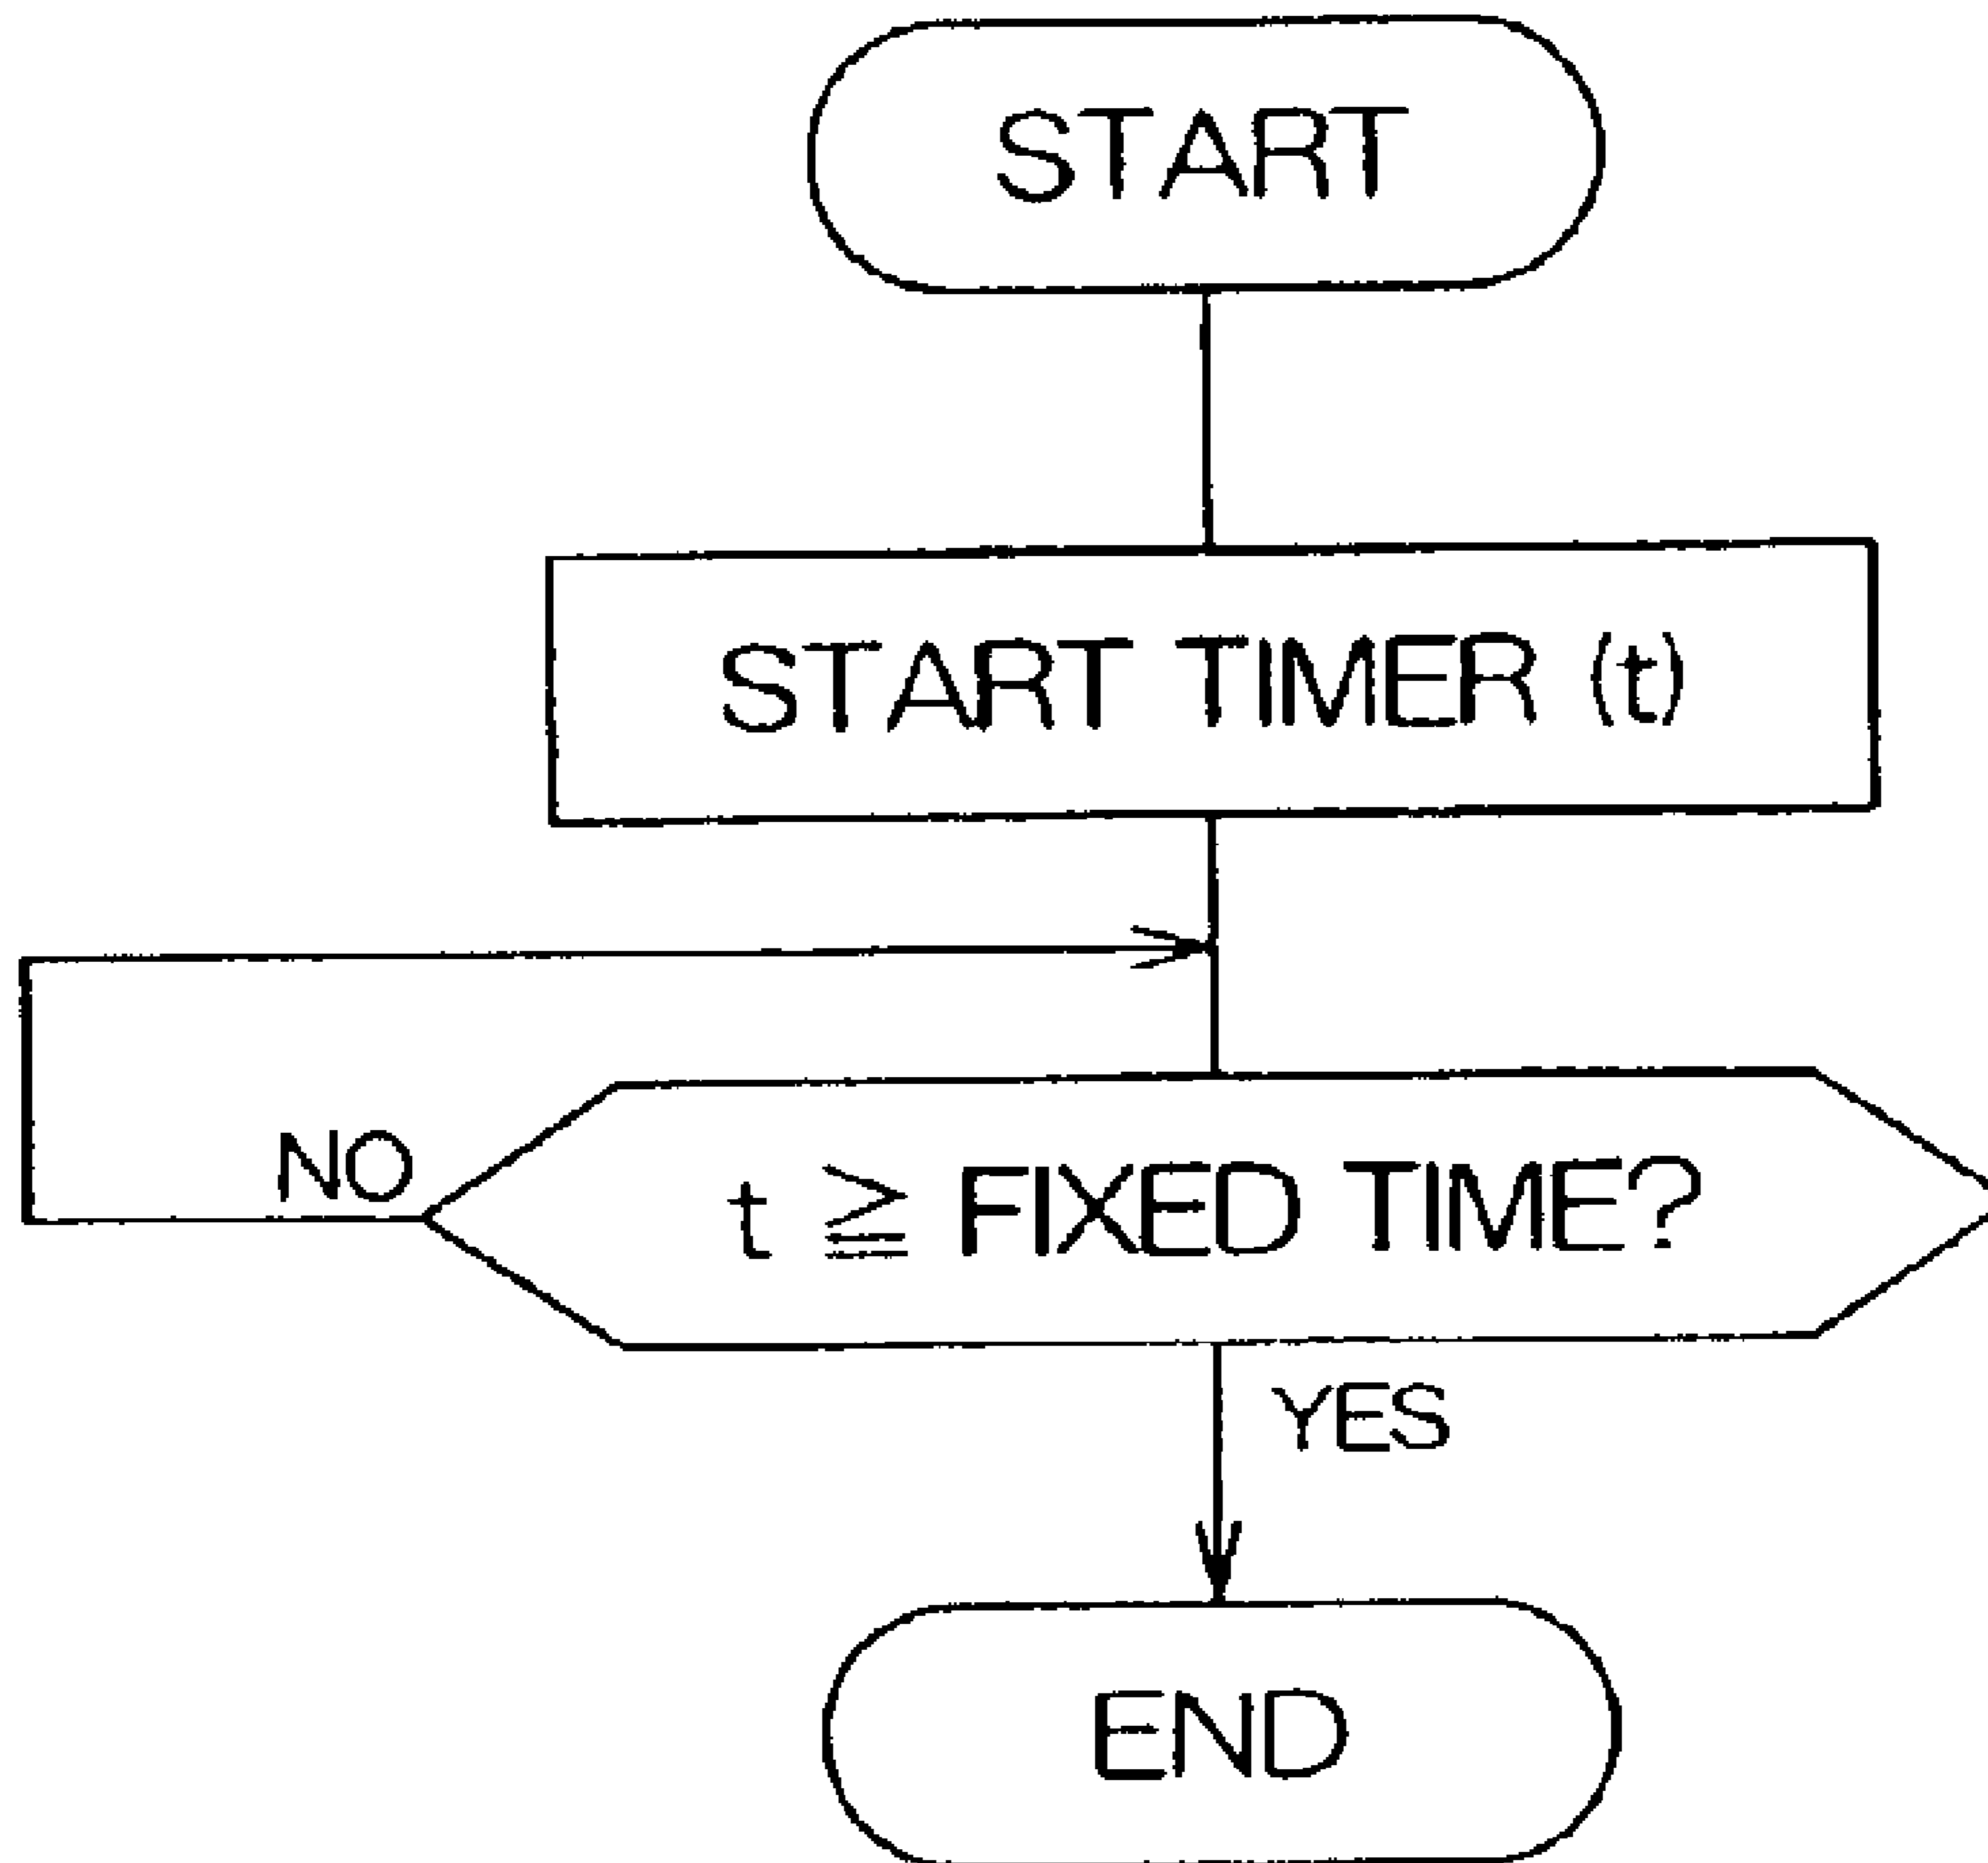 START
START TIMER (t)
NO
t ≧ FIXED TIME?
YES
END